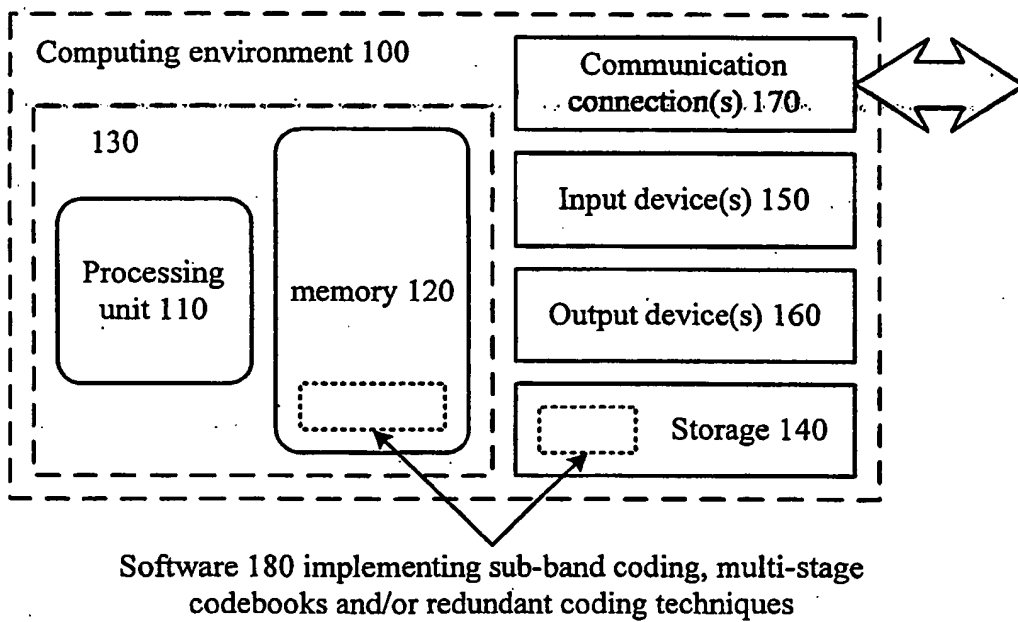 Computing environment 100
130
Processing
unit 110
memory 120
Communication
connection(s) 170
Input device(s) 150
Output device(s) 160
Storage 140
Software 180 implementing sub-band coding, multi-stage
codebooks and/or redundant coding techniques